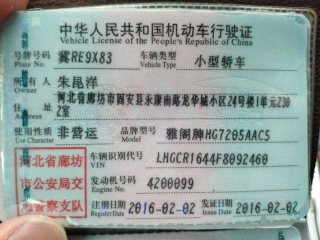 中华人民共和国机动车行驶证
Vehicle License of the People's Republic of China
号牌号码 冀RE9X83 车辆类型 小型轿车
Plate No. Vehicle Type
所有人 朱昆洋
Owner
住址 河北省廊坊市固安县永康南路龙华城小区24号楼1单元230
2室
Address
使用性质 非营运 品牌型号 雅阁牌HG7205AAC5
Use Character Model
河北省廊坊
市公安局交
通警察支队
车辆识别代号 LHGCR1644F8092460
VIN
发动机号码 4200099
Engine No.
注册日期 2016-02-02 发证日期 2016-02-02
Register Date Issue Date